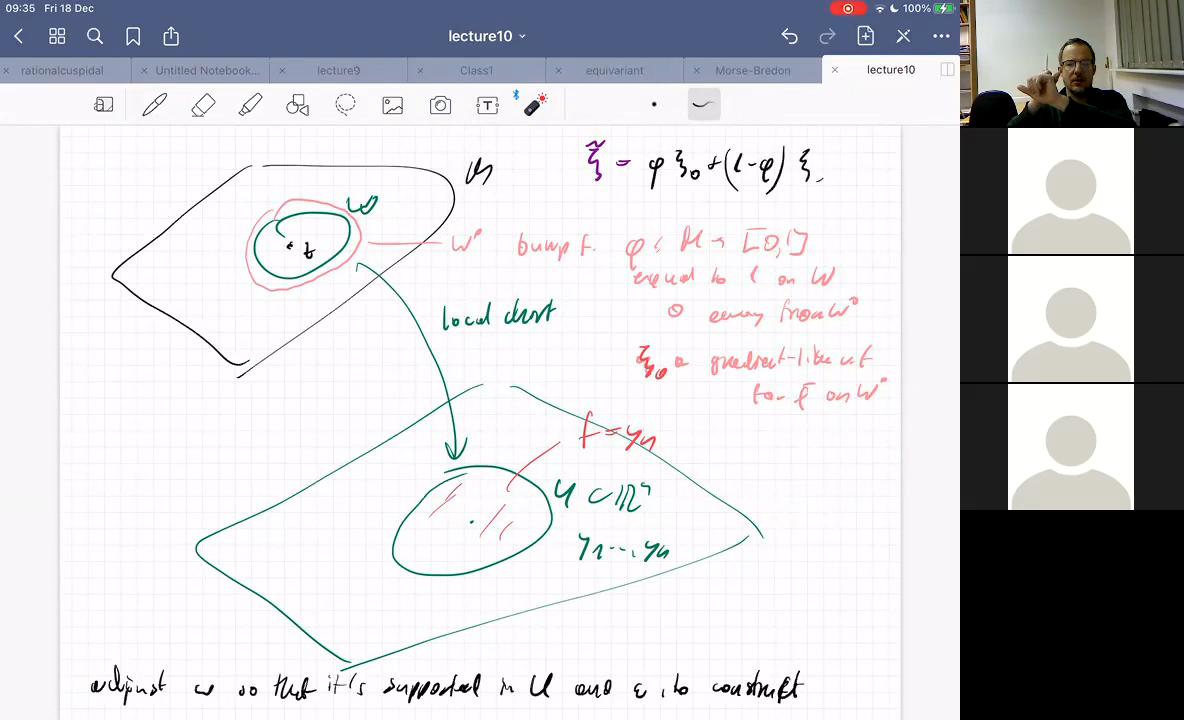 09:35 Fri 18 Dec
100%
lecture10
rationalcuspidal
Untitled Notebook...
lecture9
Class1
equivariant
Morse-Bredon
lecture10
M
ξ̃ = φ ξ₀ + (1-φ) ξ.
W
z
W' bump f. φ: M → [0,1]
equal to 1 on W
0 away from W'
local chart
ξ₀ a gradient-like vf
for f on W'
f = yₙ
U ⊂ ℝⁿ
y₁ ... yₙ
adjust ω so that it's supported in U and ε, to construct